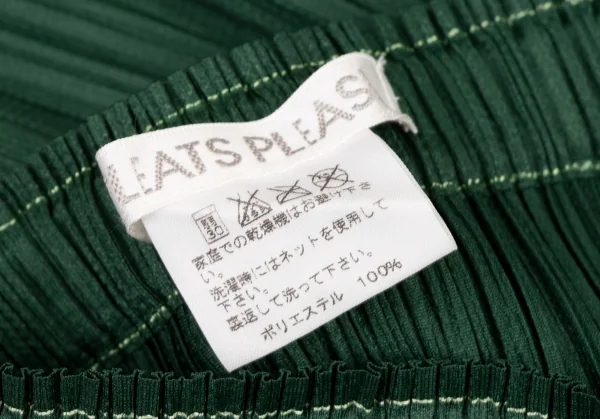 LEATS PLEAS
30
家庭での乾燥機はお避け下さ
い。
洗濯時にはネットを使用して
下さい。
裏返して洗って下さい。
ポリエステル 100%